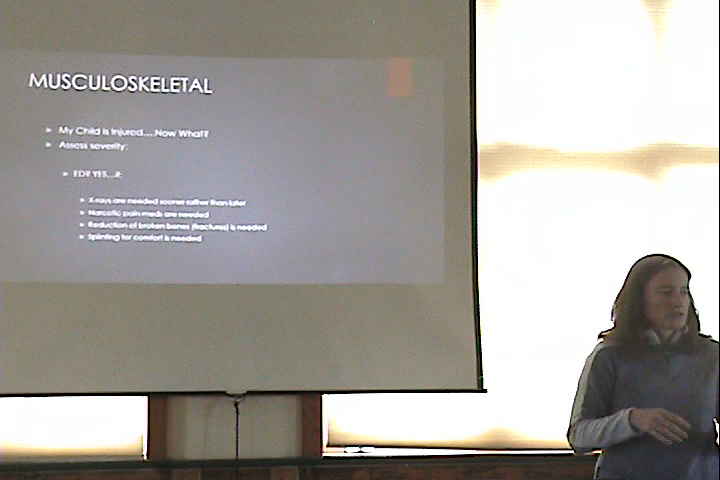 MUSCULOSKELETAL
My Child Is Injured....Now What?
Assess severity:
ED? YES...if:
X-rays are needed sooner rather than later
Narcotic pain meds are needed
Reduction of broken bones (fractures) is needed
Splinting for comfort is needed